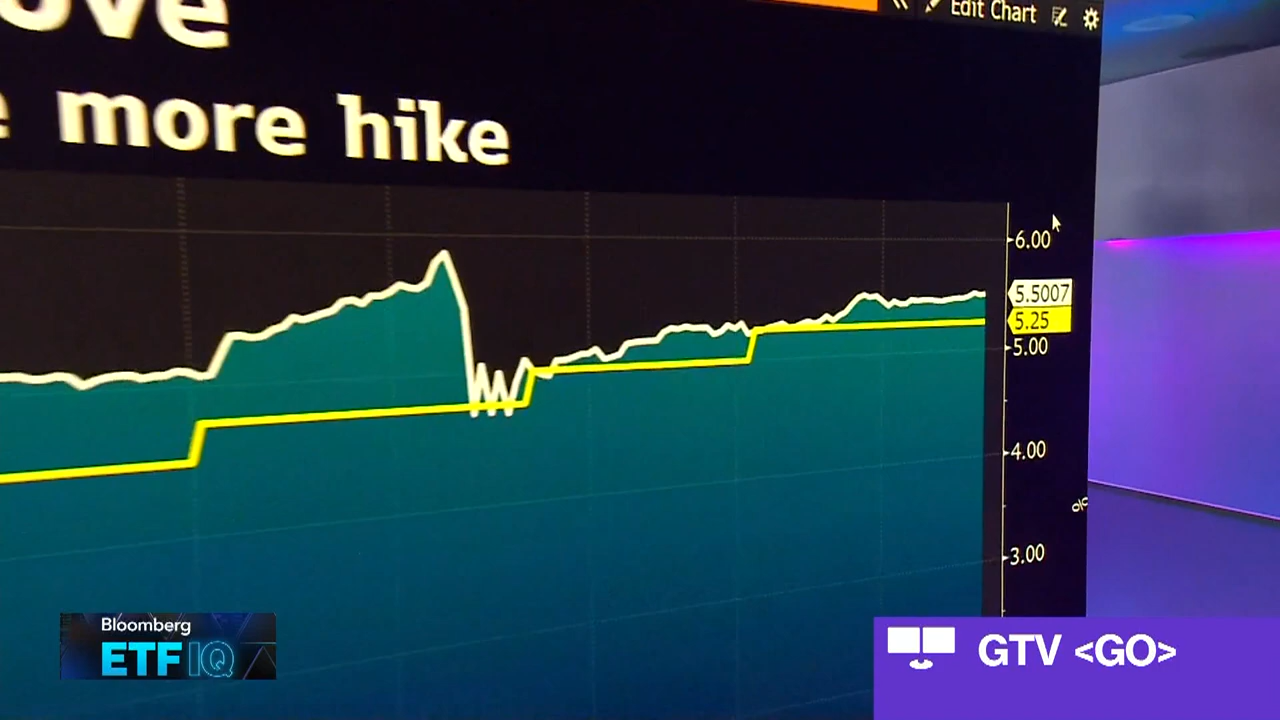 Edit Chart
more hike
6.00
5.5007
5.25
5.00
4.00
%
3.00
Bloomberg
ETF IQ
GTV <GO>